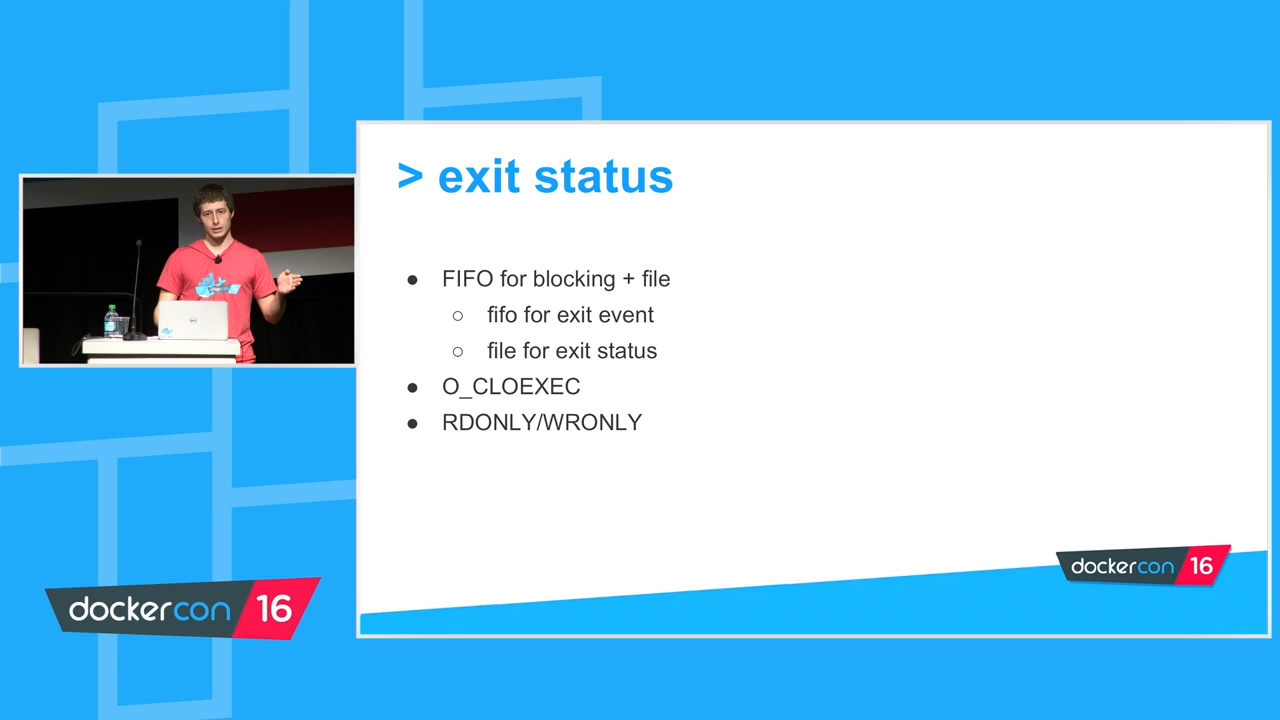 > exit status
● FIFO for blocking + file
○ fifo for exit event
○ file for exit status
● O_CLOEXEC
● RDONLY/WRONLY
dockercon 16
dockercon 16